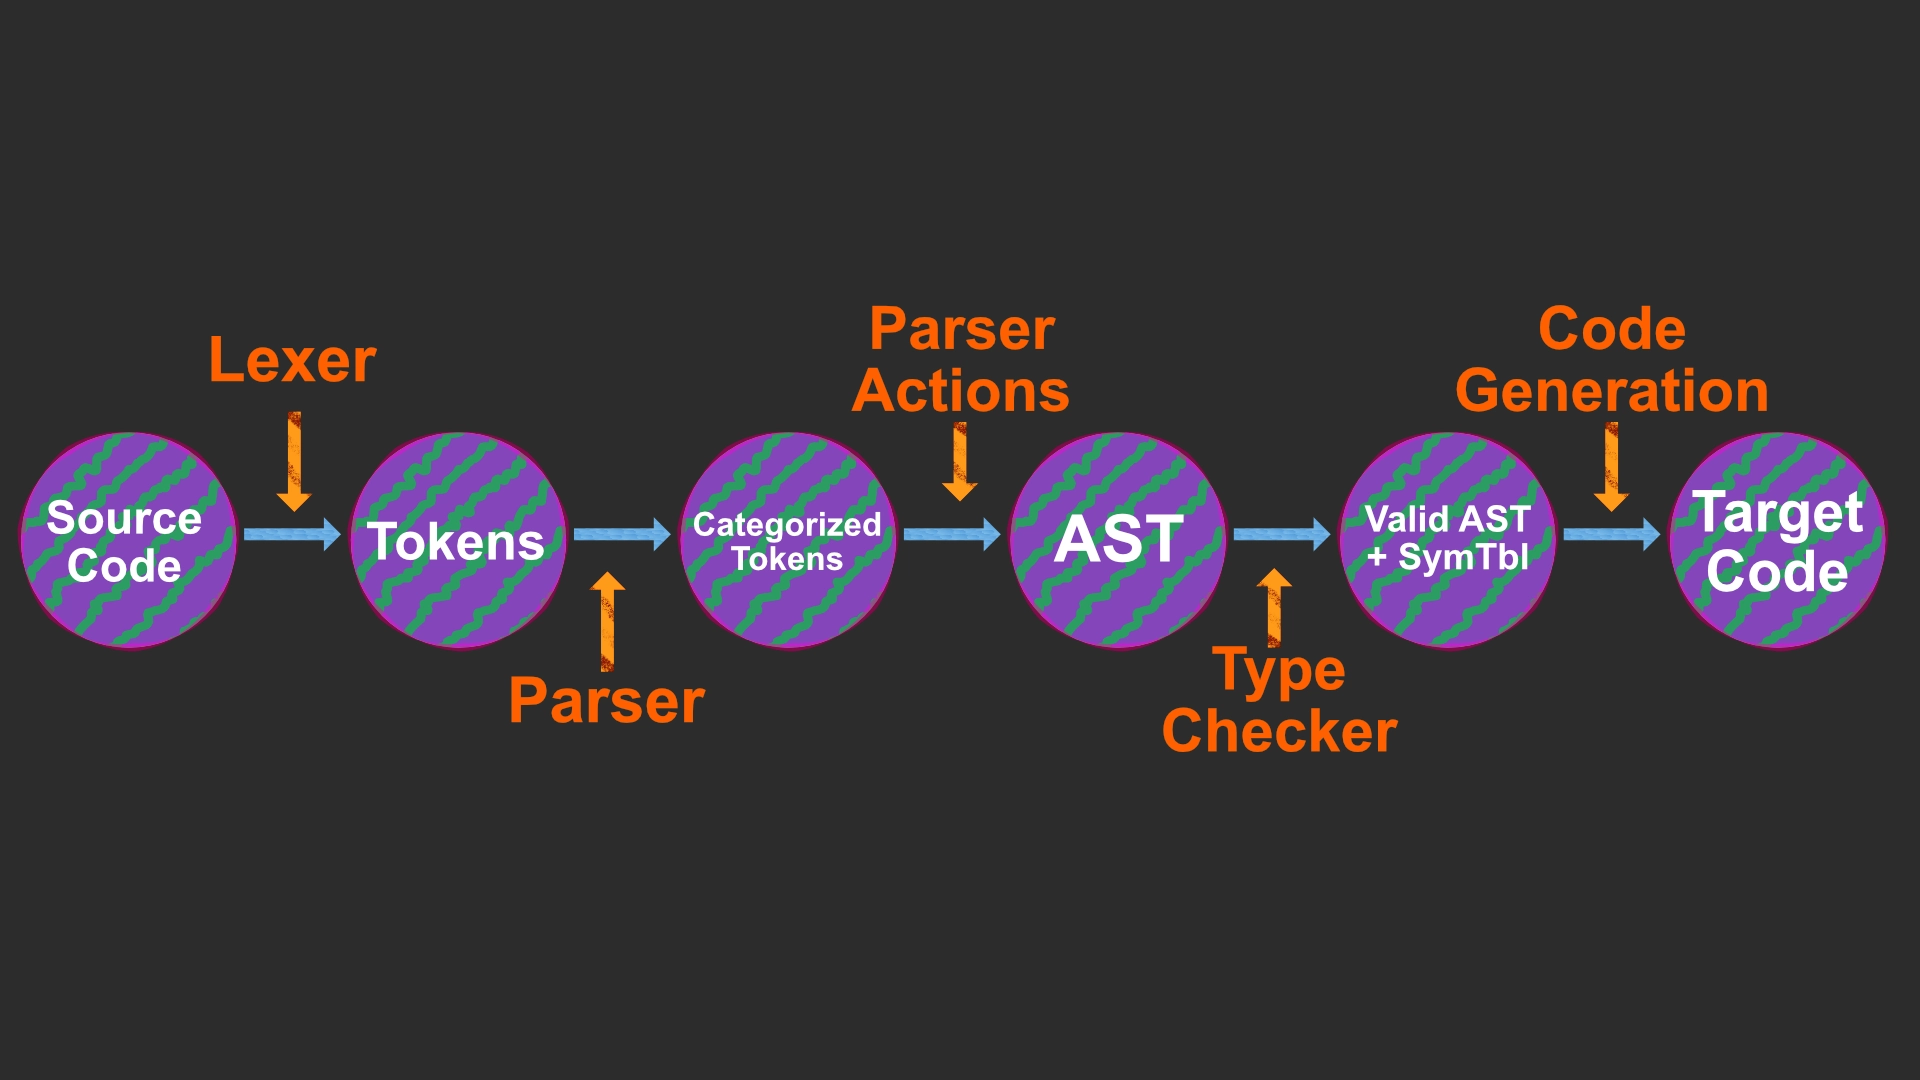 Lexer
Parser
Actions
Code
Generation
Source
Code
Tokens
Categorized
Tokens
AST
Valid AST
+ SymTbl
Target
Code
Parser
Type
Checker